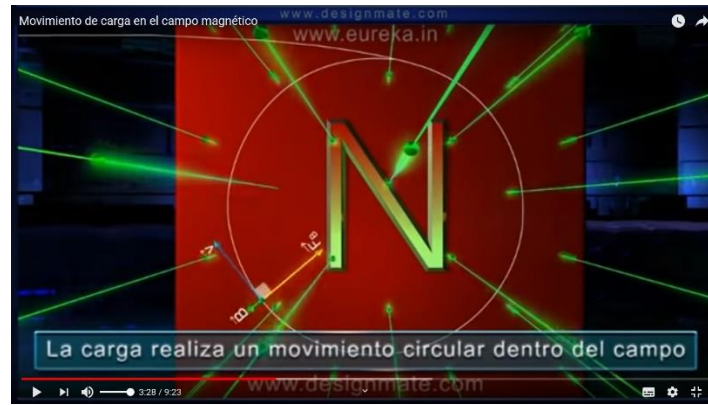 Movimiento de carga en el campo magnético
www.designmate.com
www.eureka.in
N
V
F B
B
La carga realiza un movimiento circular dentro del campo
www.designmate.com
3:28 / 9:23